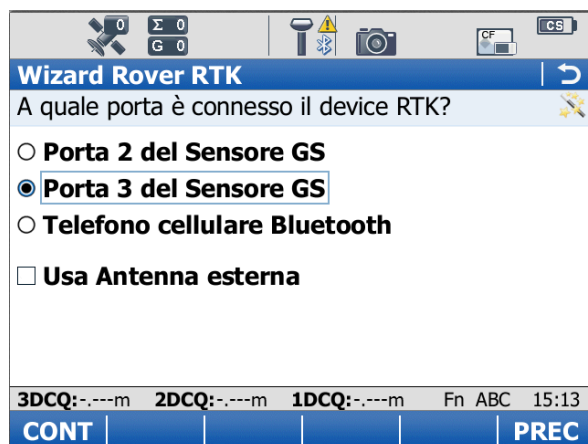 0 Σ 0
G 0
CF
CS
Wizard Rover RTK
A quale porta è connesso il device RTK?
Porta 2 del Sensore GS
Porta 3 del Sensore GS
Telefono cellulare Bluetooth
Usa Antenna esterna
3DCQ:-.---m 2DCQ:-.---m 1DCQ:-.---m Fn ABC 15:13
CONT PREC